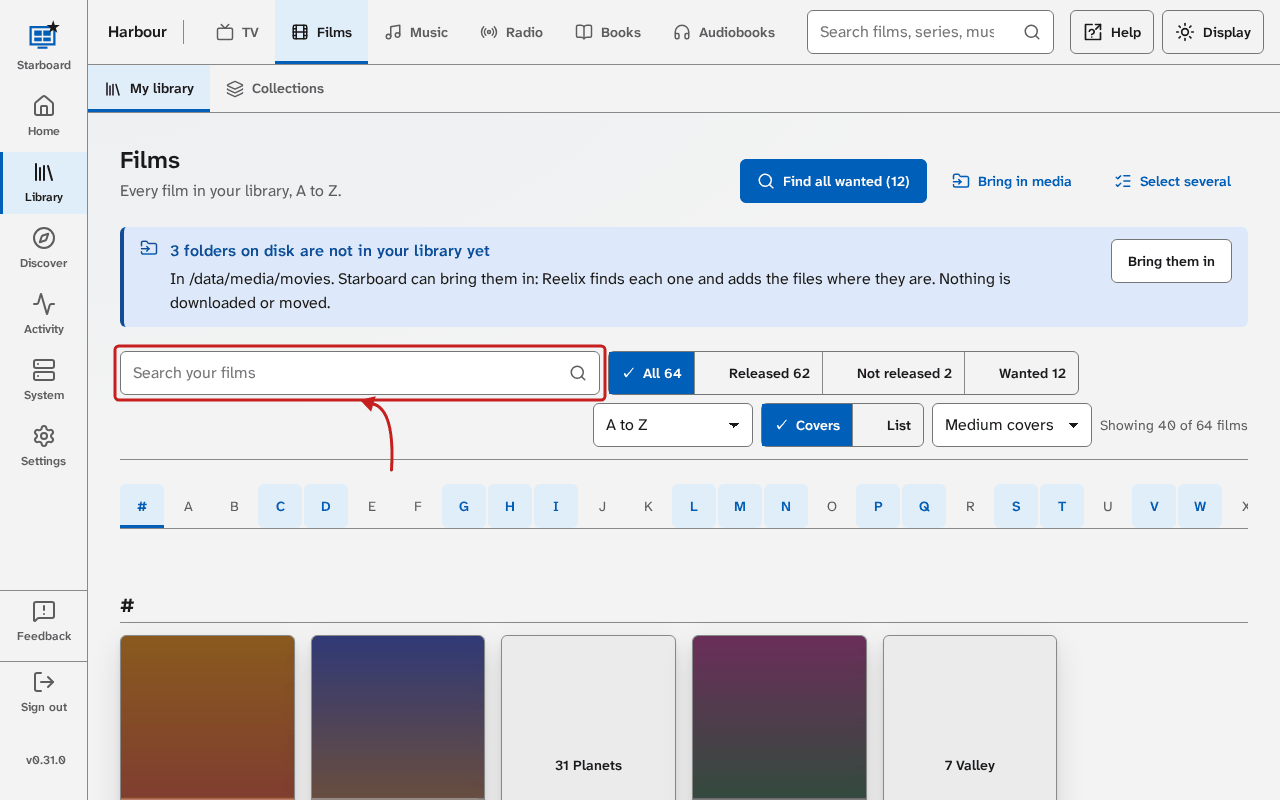 Starboard
Home
Library
Discover
Activity
System
Settings
Feedback
Sign out
v0.31.0
Harbour
TV
Films
Music
Radio
Books
Audiobooks
Search films, series, mus
Help
Display
My library
Collections
Films
Every film in your library, A to Z.
Find all wanted (12)
Bring in media
Select several
3 folders on disk are not in your library yet
In /data/media/movies. Starboard can bring them in: Reelix finds each one and adds the files where they are. Nothing is
downloaded or moved.
Bring them in
Search your films
✓ All 64
Released 62
Not released 2
Wanted 12
A to Z
✓ Covers
List
Medium covers
Showing 40 of 64 films
# A B C D E F G H I J K L M N O P Q R S T U V W X
#
31 Planets
7 Valley